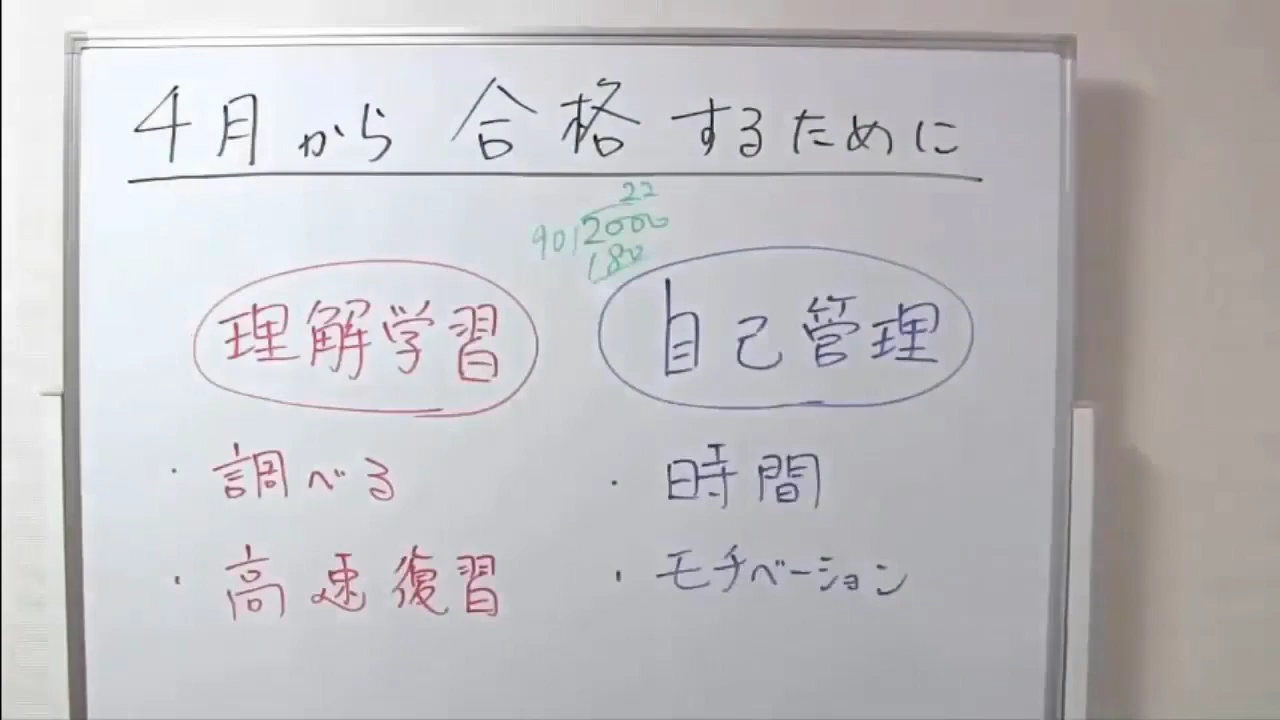 4月から合格するために
22
90)2000
180
理解学習
自己管理
・調べる
・高速復習
・時間
・モチベーション